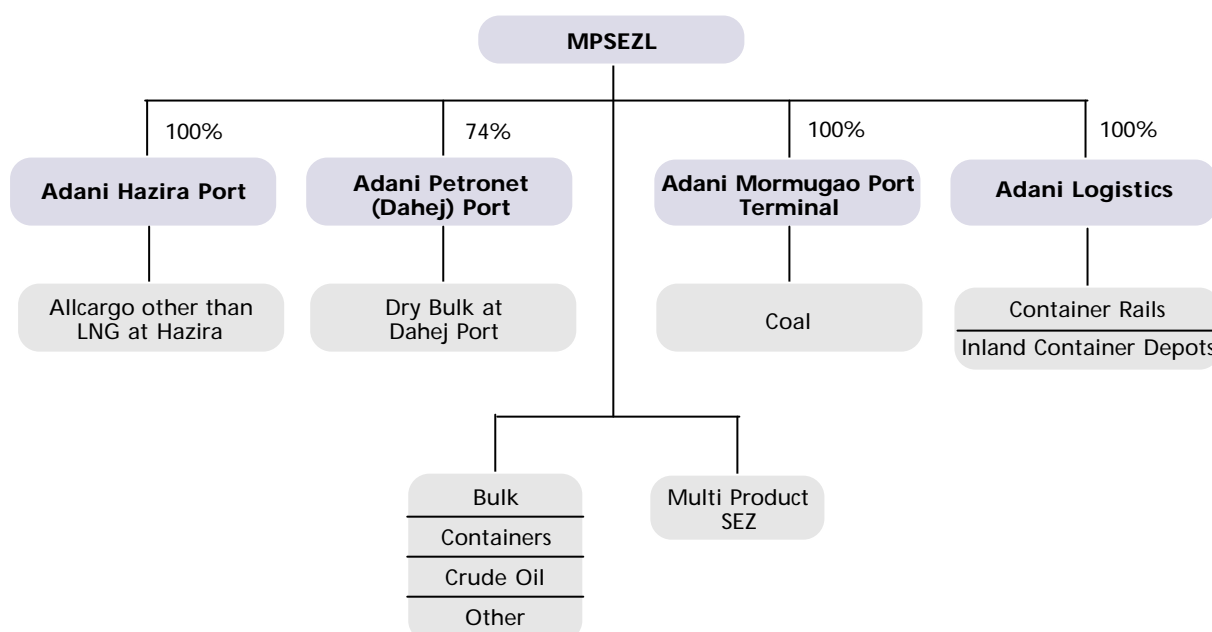 MPSEZL
100%
74%
100%
100%
Adani Hazira Port
Adani Petronet
(Dahej) Port
Adani Mormugao Port
Terminal
Adani Logistics
Allcargo other than
LNG at Hazira
Dry Bulk at
Dahej Port
Coal
Container Rails
Inland Container Depots
Bulk
Containers
Crude Oil
Other
Multi Product
SEZ